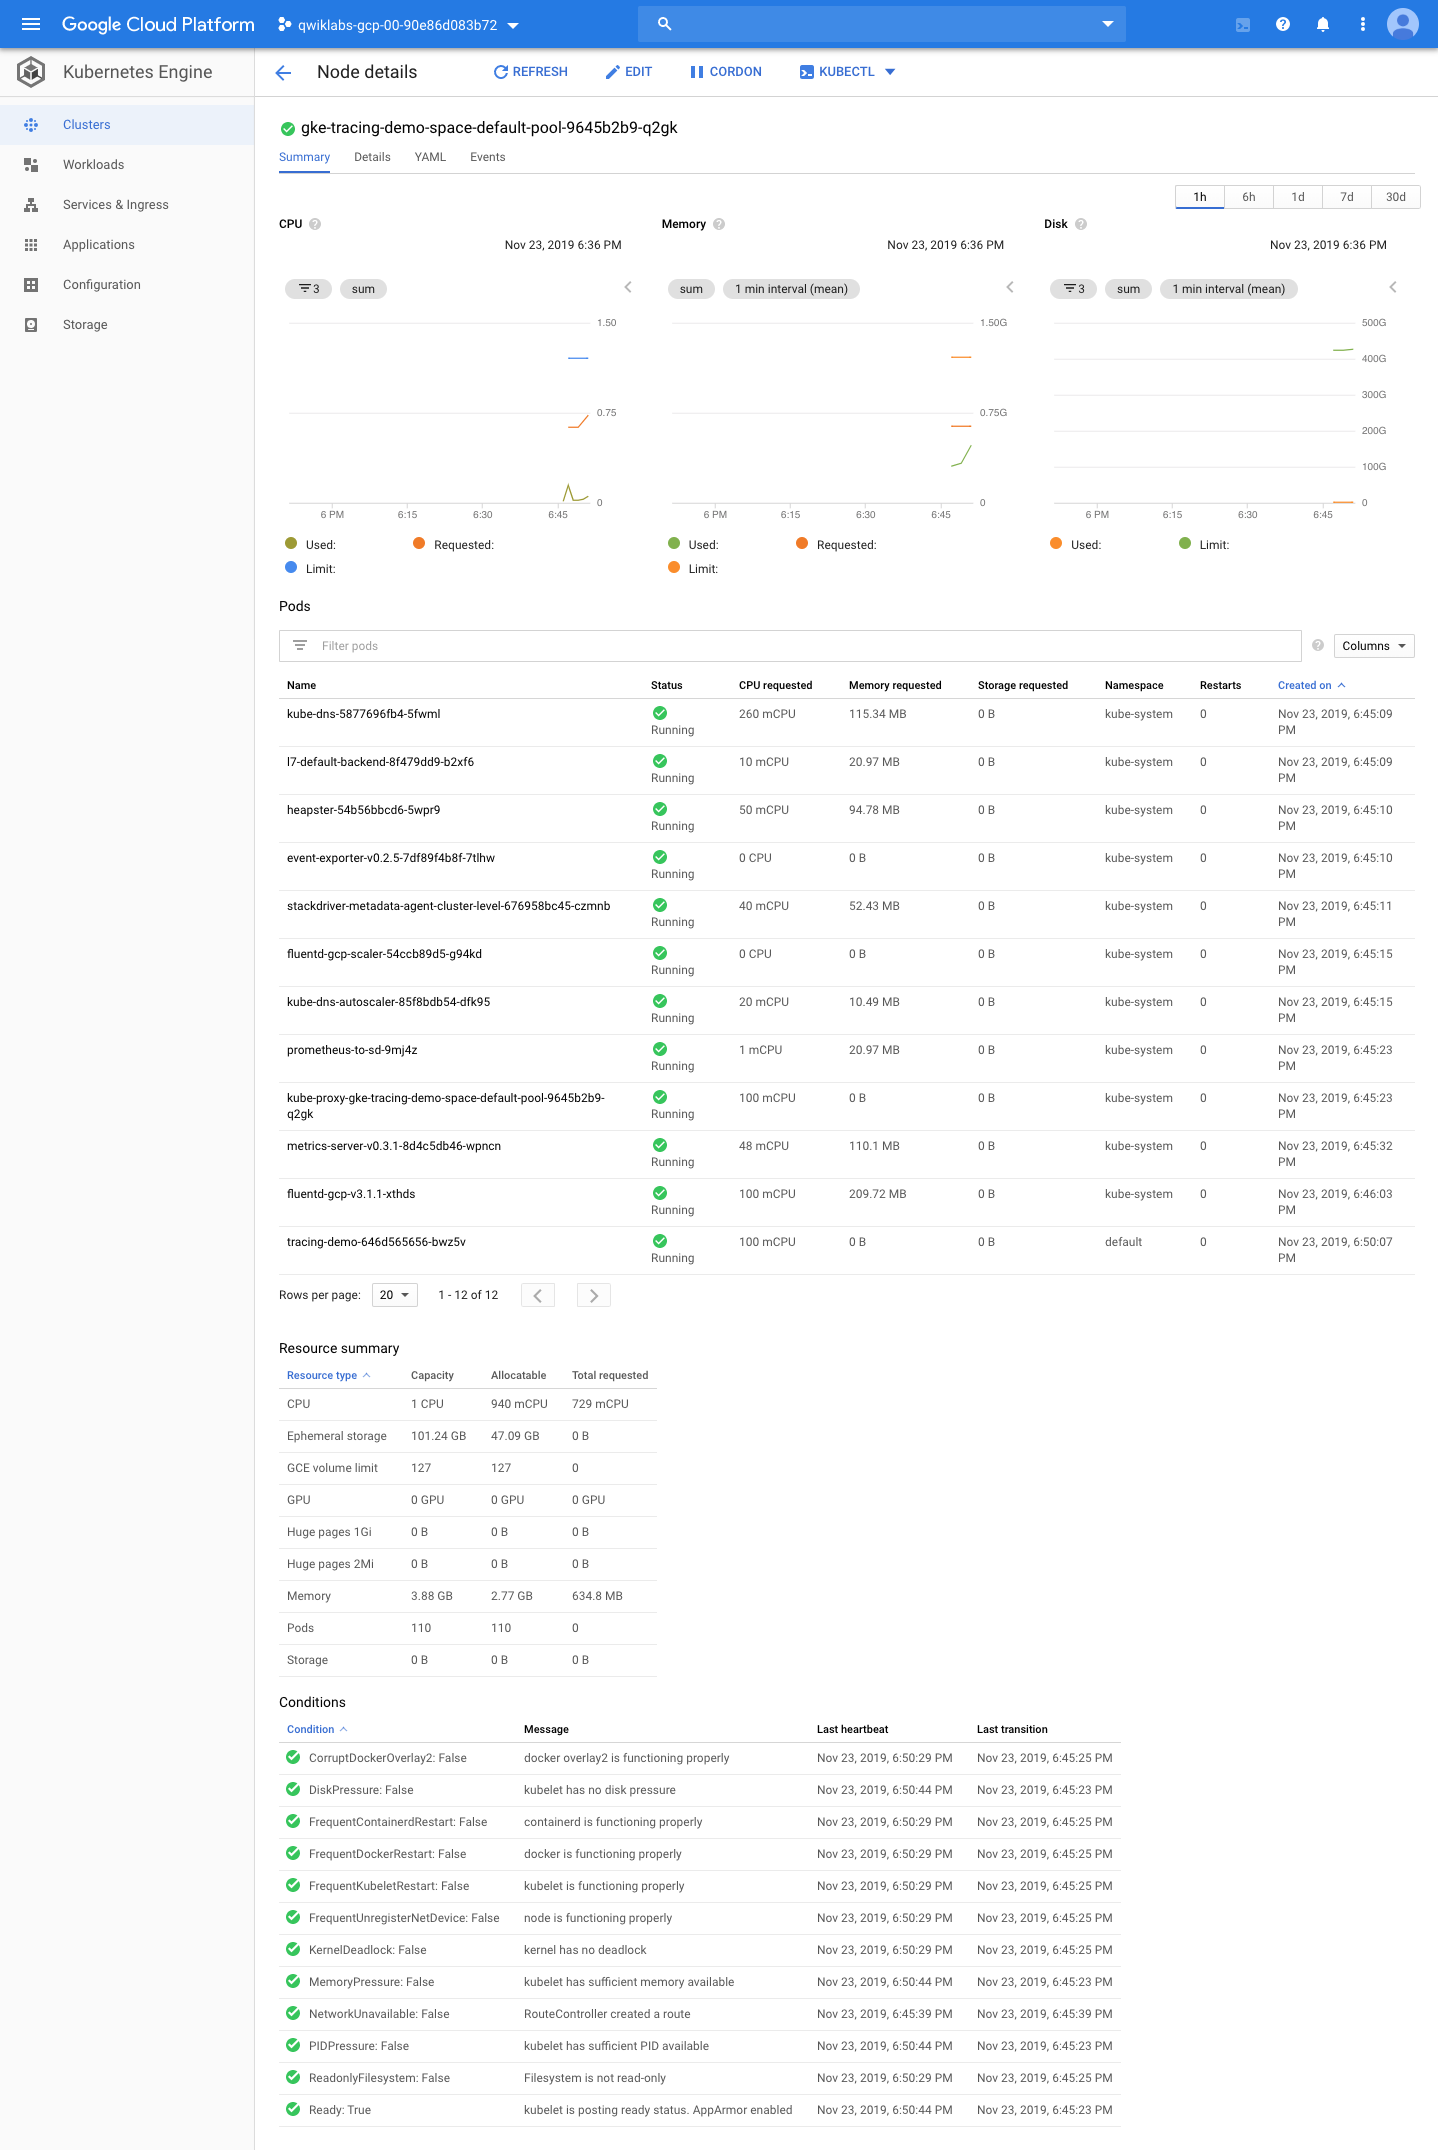 Google Cloud Platform
qwiklabs-gcp-00-90e86d083b72
Kubernetes Engine
Node details
REFRESH
EDIT
CORDON
KUBECTL
Clusters
Workloads
Services & Ingress
Applications
Configuration
Storage
gke-tracing-demo-space-default-pool-9645b2b9-q2gk
Summary Details YAML Events
1h 6h 1d 7d 30d
CPU
Nov 23, 2019 6:36 PM
3 sum
1.50
0.75
0
6 PM 6:15 6:30 6:45
Used: Requested:
Limit:
Memory
Nov 23, 2019 6:36 PM
sum 1 min interval (mean)
1.50G
0.75G
0
6 PM 6:15 6:30 6:45
Used: Requested:
Limit:
Disk
Nov 23, 2019 6:36 PM
3 sum 1 min interval (mean)
500G
400G
300G
200G
100G
0
6 PM 6:15 6:30 6:45
Used: Limit:
Pods
Filter pods
Columns
Name Status CPU requested Memory requested Storage requested Namespace Restarts Created on
kube-dns-5877696fb4-5fwml Running 260 mCPU 115.34 MB 0 B kube-system 0 Nov 23, 2019, 6:45:09 PM
l7-default-backend-8f479dd9-b2xf6 Running 10 mCPU 20.97 MB 0 B kube-system 0 Nov 23, 2019, 6:45:09 PM
heapster-54b56bbcd6-5wpr9 Running 50 mCPU 94.78 MB 0 B kube-system 0 Nov 23, 2019, 6:45:10 PM
event-exporter-v0.2.5-7df89f4b8f-7tlhw Running 0 CPU 0 B 0 B kube-system 0 Nov 23, 2019, 6:45:10 PM
stackdriver-metadata-agent-cluster-level-676958bc45-czmnb Running 40 mCPU 52.43 MB 0 B kube-system 0 Nov 23, 2019, 6:45:11 PM
fluentd-gcp-scaler-54ccb89d5-g94kd Running 0 CPU 0 B 0 B kube-system 0 Nov 23, 2019, 6:45:15 PM
kube-dns-autoscaler-85f8bdb54-dfk95 Running 20 mCPU 10.49 MB 0 B kube-system 0 Nov 23, 2019, 6:45:15 PM
prometheus-to-sd-9mj4z Running 1 mCPU 20.97 MB 0 B kube-system 0 Nov 23, 2019, 6:45:23 PM
kube-proxy-gke-tracing-demo-space-default-pool-9645b2b9-q2gk Running 100 mCPU 0 B 0 B kube-system 0 Nov 23, 2019, 6:45:23 PM
metrics-server-v0.3.1-8d4c5db46-wpncn Running 48 mCPU 110.1 MB 0 B kube-system 0 Nov 23, 2019, 6:45:32 PM
fluentd-gcp-v3.1.1-xthds Running 100 mCPU 209.72 MB 0 B kube-system 0 Nov 23, 2019, 6:46:03 PM
tracing-demo-646d565656-bwz5v Running 100 mCPU 0 B 0 B default 0 Nov 23, 2019, 6:50:07 PM
Rows per page: 20 1 - 12 of 12
Resource summary
Resource type Capacity Allocatable Total requested
CPU 1 CPU 940 mCPU 729 mCPU
Ephemeral storage 101.24 GB 47.09 GB 0 B
GCE volume limit 127 127 0
GPU 0 GPU 0 GPU 0 GPU
Huge pages 1Gi 0 B 0 B 0 B
Huge pages 2Mi 0 B 0 B 0 B
Memory 3.88 GB 2.77 GB 634.8 MB
Pods 110 110 0
Storage 0 B 0 B 0 B
Conditions
Condition Message Last heartbeat Last transition
CorruptDockerOverlay2: False docker overlay2 is functioning properly Nov 23, 2019, 6:50:29 PM Nov 23, 2019, 6:45:25 PM
DiskPressure: False kubelet has no disk pressure Nov 23, 2019, 6:50:44 PM Nov 23, 2019, 6:45:23 PM
FrequentContainerdRestart: False containerd is functioning properly Nov 23, 2019, 6:50:29 PM Nov 23, 2019, 6:45:25 PM
FrequentDockerRestart: False docker is functioning properly Nov 23, 2019, 6:50:29 PM Nov 23, 2019, 6:45:25 PM
FrequentKubeletRestart: False kubelet is functioning properly Nov 23, 2019, 6:50:29 PM Nov 23, 2019, 6:45:25 PM
FrequentUnregisterNetDevice: False node is functioning properly Nov 23, 2019, 6:50:29 PM Nov 23, 2019, 6:45:25 PM
KernelDeadlock: False kernel has no deadlock Nov 23, 2019, 6:50:29 PM Nov 23, 2019, 6:45:25 PM
MemoryPressure: False kubelet has sufficient memory available Nov 23, 2019, 6:50:44 PM Nov 23, 2019, 6:45:23 PM
NetworkUnavailable: False RouteController created a route Nov 23, 2019, 6:45:39 PM Nov 23, 2019, 6:45:39 PM
PIDPressure: False kubelet has sufficient PID available Nov 23, 2019, 6:50:44 PM Nov 23, 2019, 6:45:23 PM
ReadonlyFilesystem: False Filesystem is not read-only Nov 23, 2019, 6:50:29 PM Nov 23, 2019, 6:45:25 PM
Ready: True kubelet is posting ready status. AppArmor enabled Nov 23, 2019, 6:50:44 PM Nov 23, 2019, 6:45:23 PM